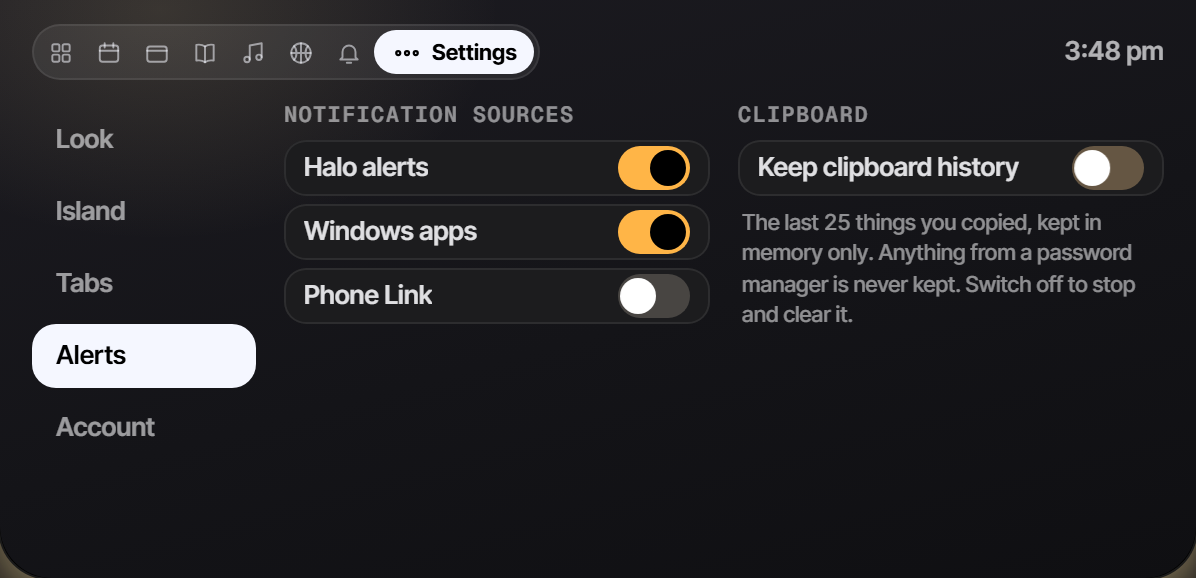 Settings
3:48 pm
Look
Island
Tabs
Alerts
Account
NOTIFICATION SOURCES
Halo alerts
Windows apps
Phone Link
CLIPBOARD
Keep clipboard history
The last 25 things you copied, kept in
memory only. Anything from a password
manager is never kept. Switch off to stop
and clear it.